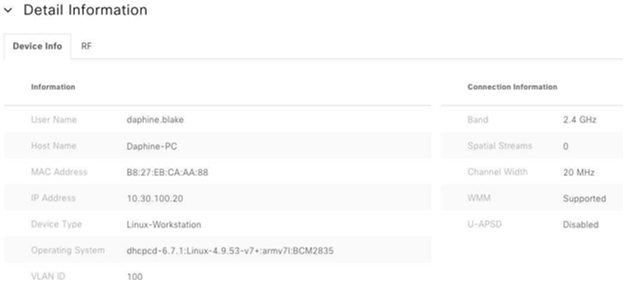 Detail Information
Device Info RF
Information
User Name daphine.blake
Host Name Daphine-PC
MAC Address B8:27:EB:CA:AA:88
IP Address 10.30.100.20
Device Type Linux-Workstation
Operating System dhcpcd-6.7.1:Linux-4.9.53-v7+:armv7l:BCM2835
VLAN ID 100
Connection Information
Band 2.4 GHz
Spatial Streams 0
Channel Width 20 MHz
WMM Supported
U-APSD Disabled